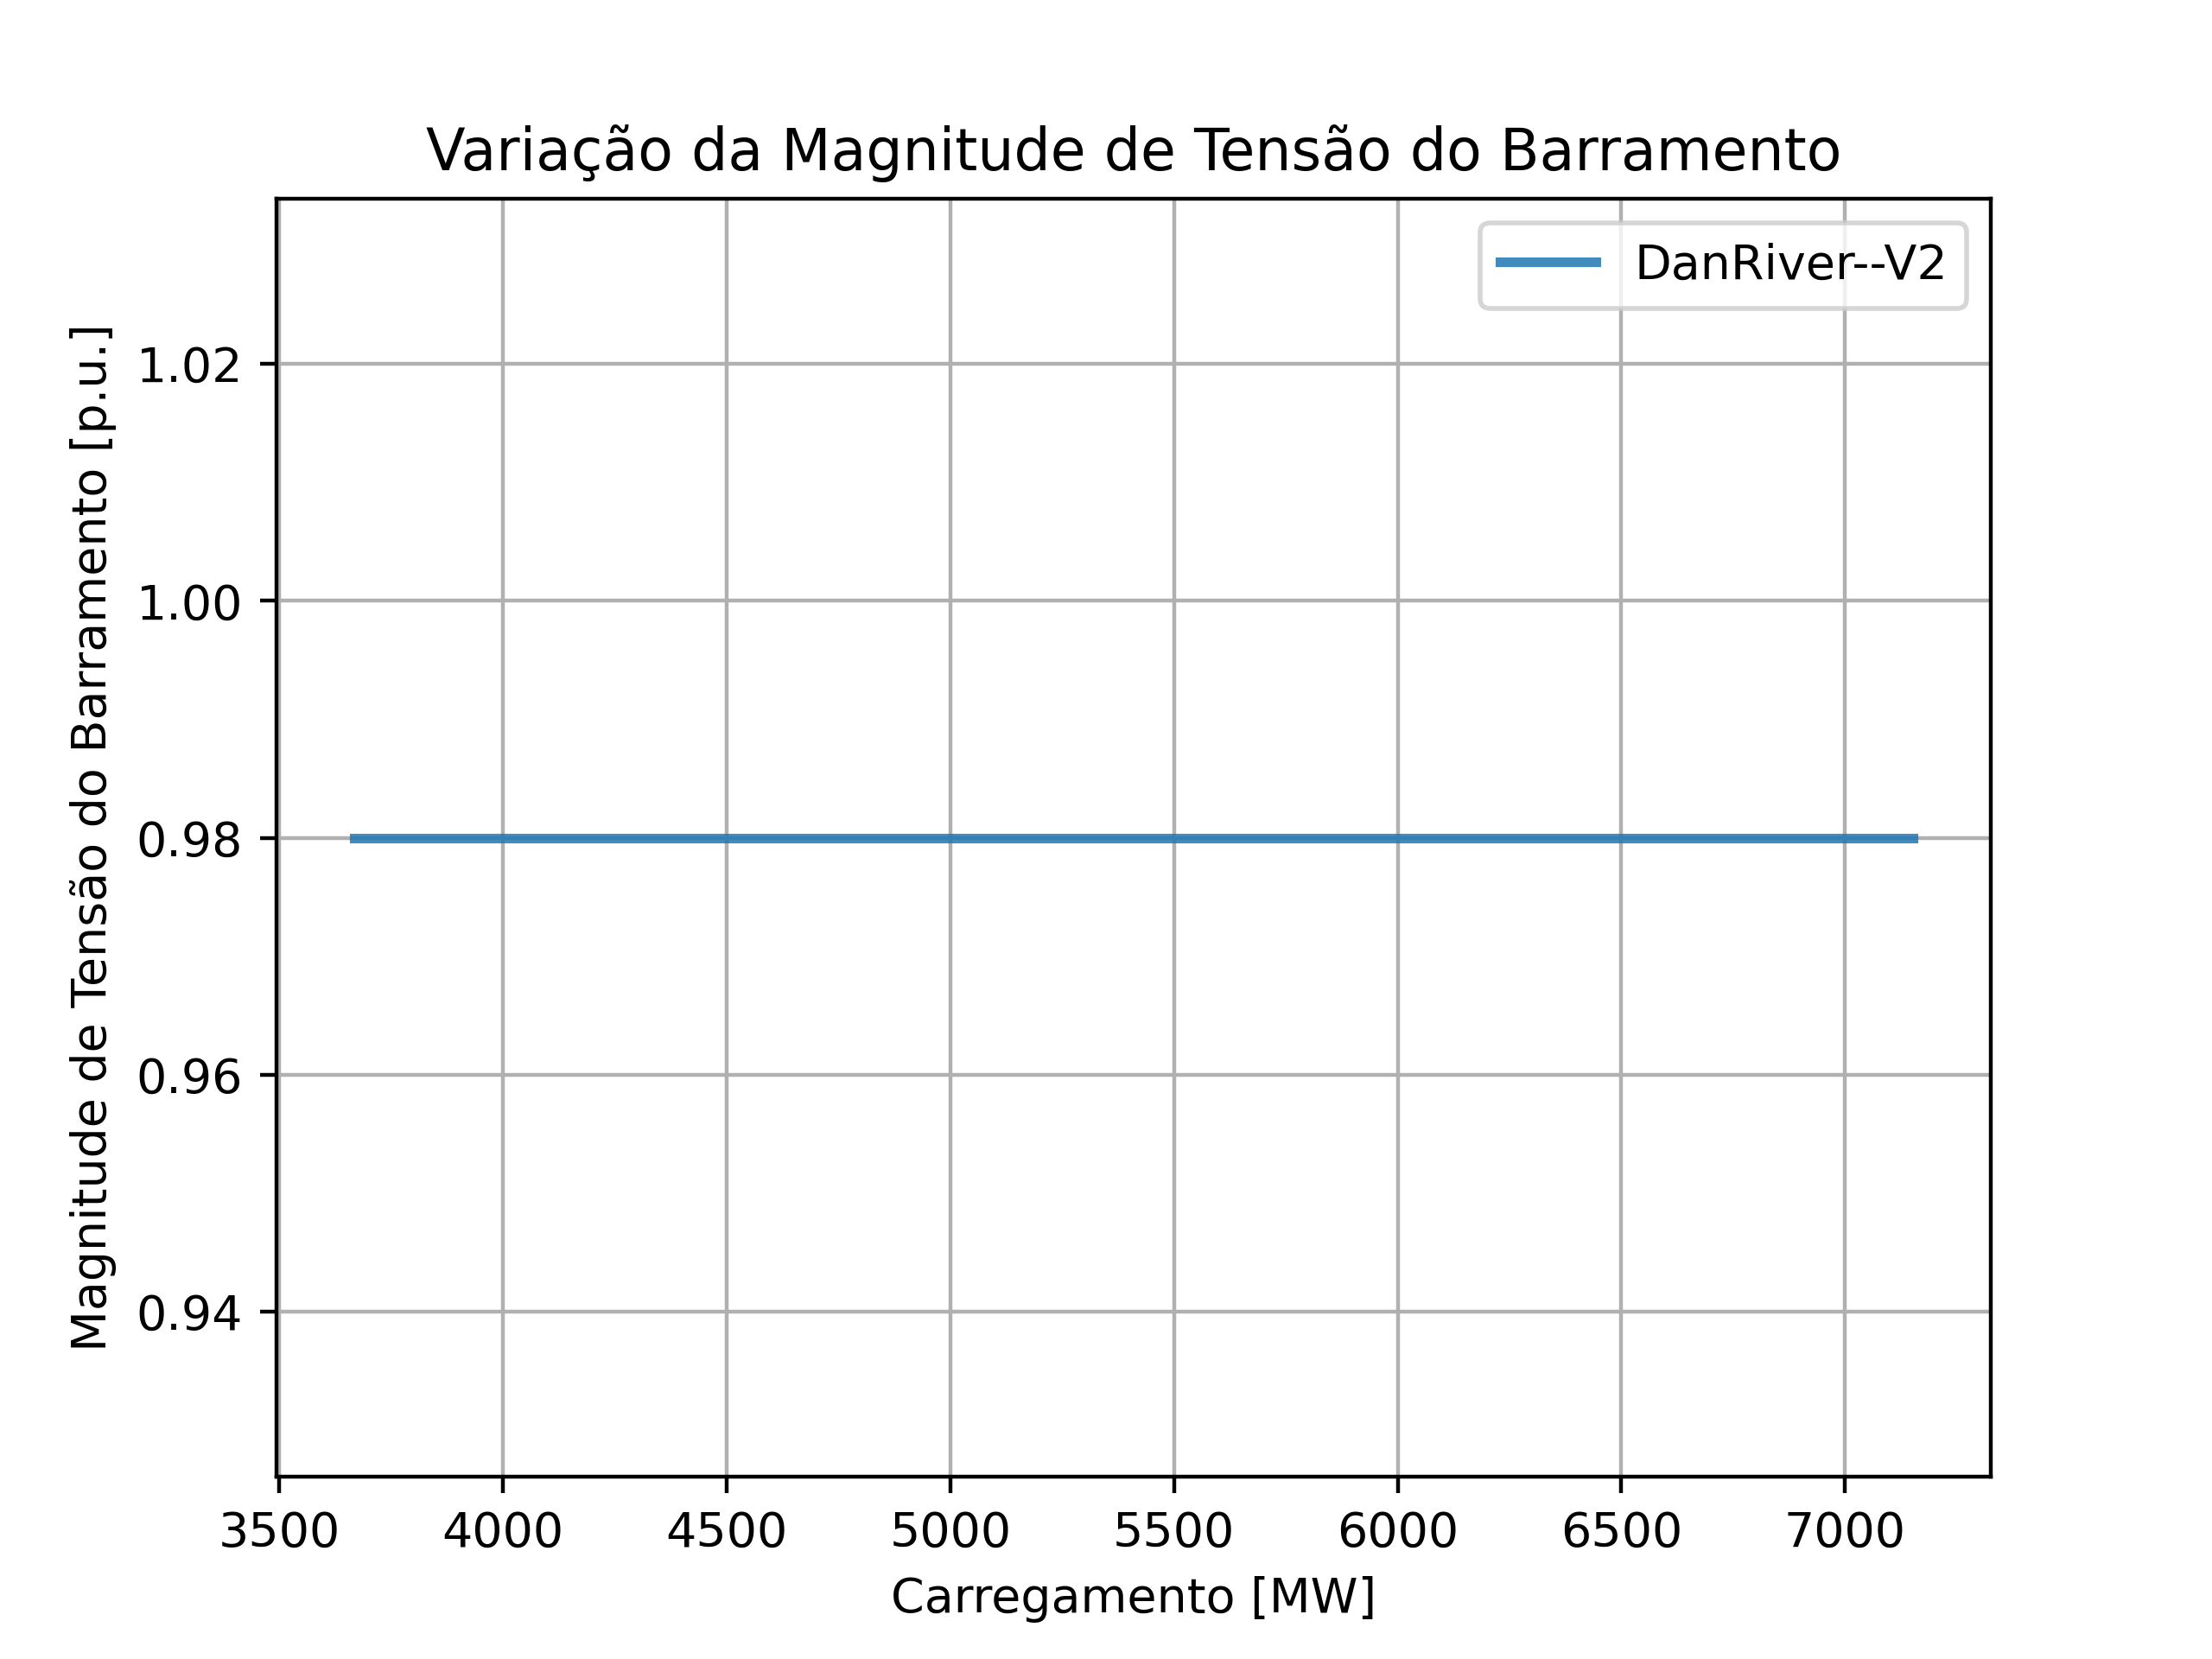 Variação da Magnitude de Tensão do Barramento
DanRiver--V2
Magnitude de Tensão do Barramento [p.u.]
1.02
1.00
0.98
0.96
0.94
3500 4000 4500 5000 5500 6000 6500 7000
Carregamento [MW]